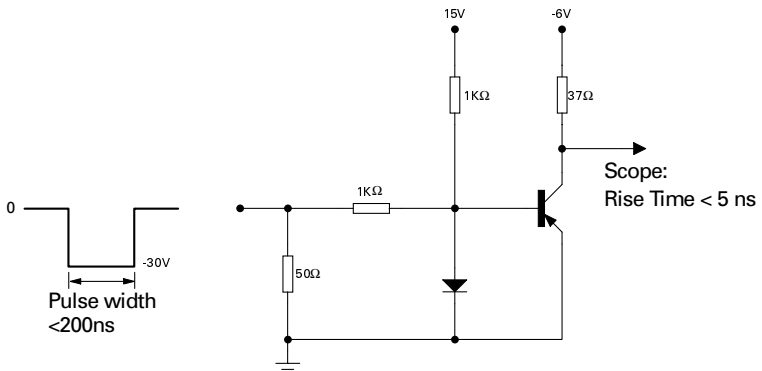 15V
-6V
1KΩ
37Ω
Scope:
Rise Time < 5 ns
1KΩ
0
-30V
50Ω
Pulse width
<200ns